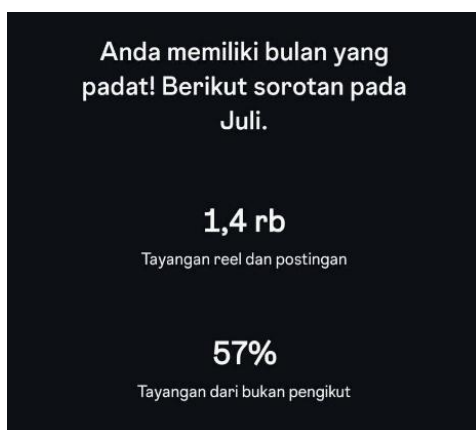 Anda memiliki bulan yang
padat! Berikut sorotan pada
Juli.
1,4 rb
Tayangan reel dan postingan
57%
Tayangan dari bukan pengikut